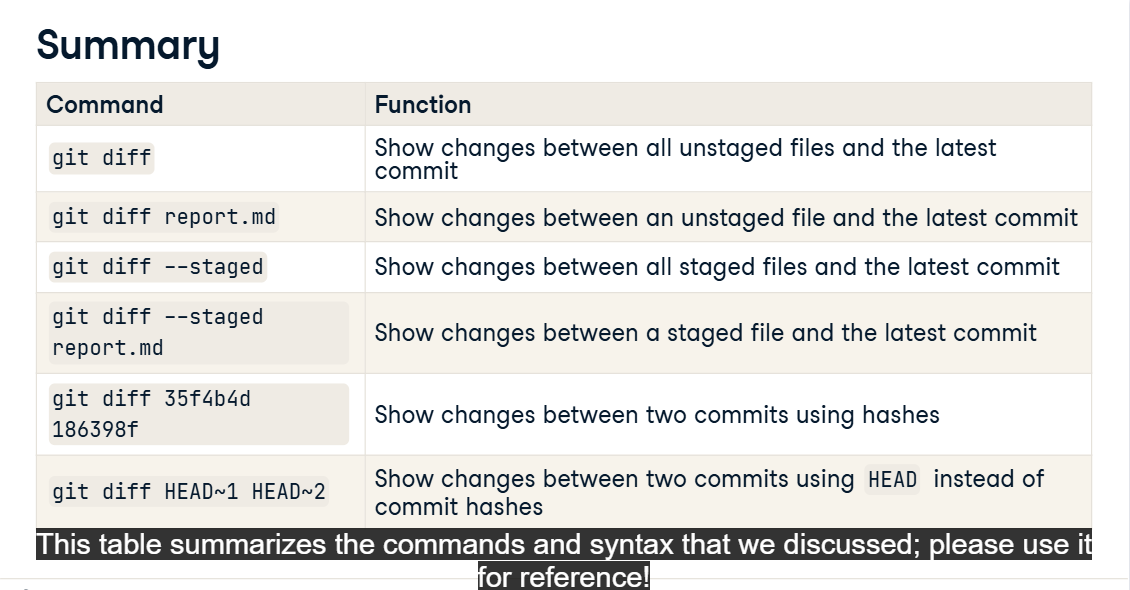 Summary
Command Function
git diff Show changes between all unstaged files and the latest
commit
git diff report.md Show changes between an unstaged file and the latest commit
git diff --staged Show changes between all staged files and the latest commit
git diff --staged
report.md
Show changes between a staged file and the latest commit
git diff 35f4b4d
186398f
Show changes between two commits using hashes
git diff HEAD~1 HEAD~2
Show changes between two commits using HEAD instead of
commit hashes
This table summarizes the commands and syntax that we discussed; please use it
for reference!